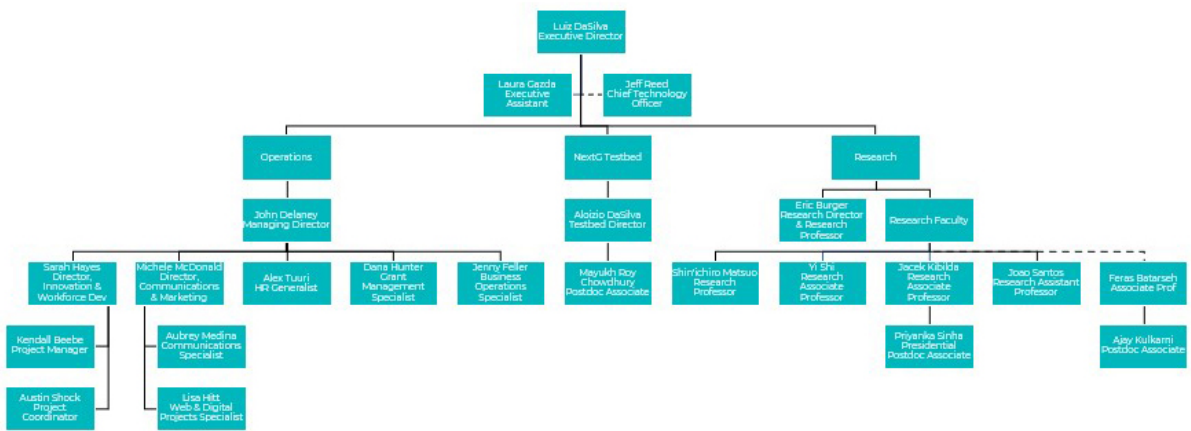 Luiz DaSilva
Executive Director
Laura Gazda
Executive
Assistant
Jeff Reed
Chief Technology
Officer
Operations
NextG Testbed
Research
John Delaney
Managing Director
Aloizio DaSilva
Testbed Director
Eric Burger
Research Director
& Research
Professor
Research Faculty
Sarah Hayes
Director,
Innovation &
Workforce Dev
Michele McDonald
Director,
Communications
& Marketing
Alex Tuuri
HR Generalist
Dana Hunter
Grant
Management
Specialist
Jenny Feller
Business
Operations
Specialist
Mayukh Roy
Chowdhury
Postdoc Associate
Shin'ichiro Matsuo
Research
Professor
Yi Shi
Research
Associate
Professor
Jacek Kibilda
Research
Associate
Professor
Joao Santos
Research Assistant
Professor
Feras Batarseh
Associate Prof
Kendall Beebe
Project Manager
Aubrey Medina
Communications
Specialist
Priyanka Sinha
Presidential
Postdoc Associate
Ajay Kulkarni
Postdoc Associate
Austin Shock
Project
Coordinator
Lisa Hitt
Web & Digital
Projects Specialist